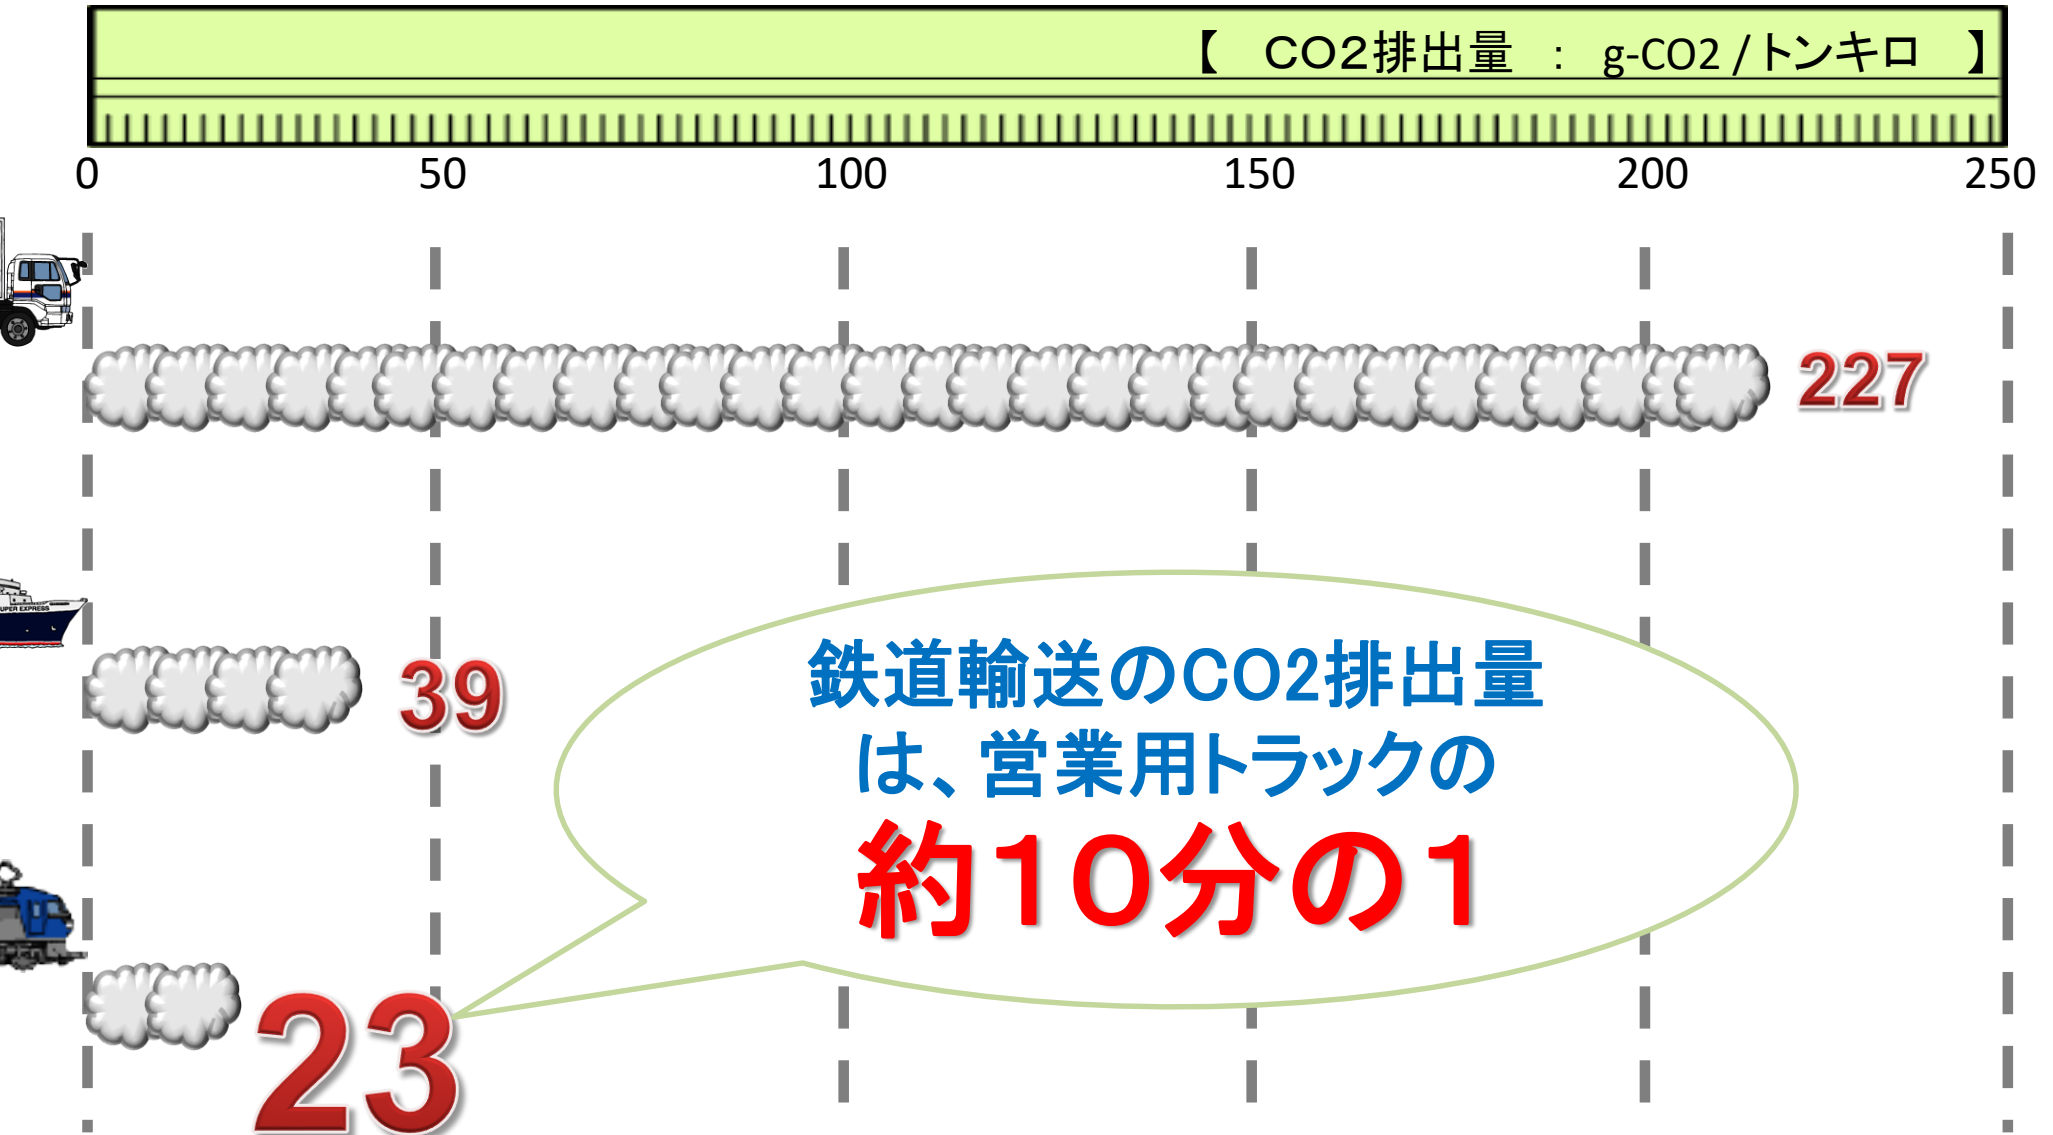 【　CO2排出量　：　g-CO2 /トンキロ　】
0 50 100 150 200 250
227
UPER EXPRESS
39
鉄道輸送のCO2排出量
は、営業用トラックの
約10分の1
23